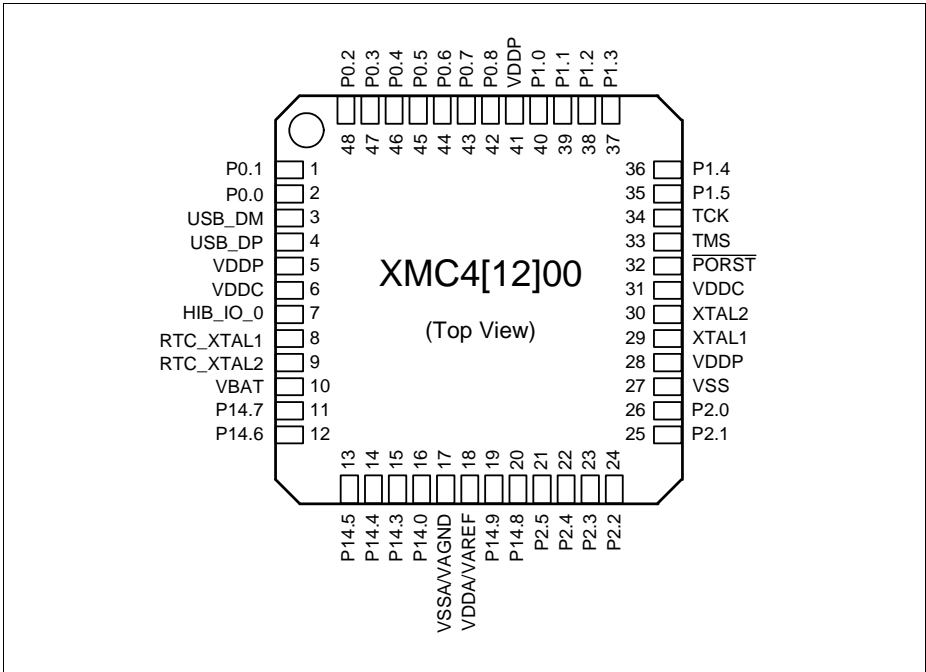 P0.2
P0.3
P0.4
P0.5
P0.6
P0.7
P0.8
VDDP
P1.0
P1.1
P1.2
P1.3
48
47
46
45
44
43
42
41
40
39
38
37
P0.1 1
P0.0 2
USB_DM 3
USB_DP 4
VDDP 5
VDDC 6
HIB_IO_0 7
RTC_XTAL1 8
RTC_XTAL2 9
VBAT 10
P14.7 11
P14.6 12
XMC4[12]00
(Top View)
36 P1.4
35 P1.5
34 TCK
33 TMS
32 PORST
31 VDDC
30 XTAL2
29 XTAL1
28 VDDP
27 VSS
26 P2.0
25 P2.1
13
14
15
16
17
18
19
20
21
22
23
24
P14.5
P14.4
P14.3
P14.0
VSSA/VAGND
VDDA/VAREF
P14.9
P14.8
P2.5
P2.4
P2.3
P2.2